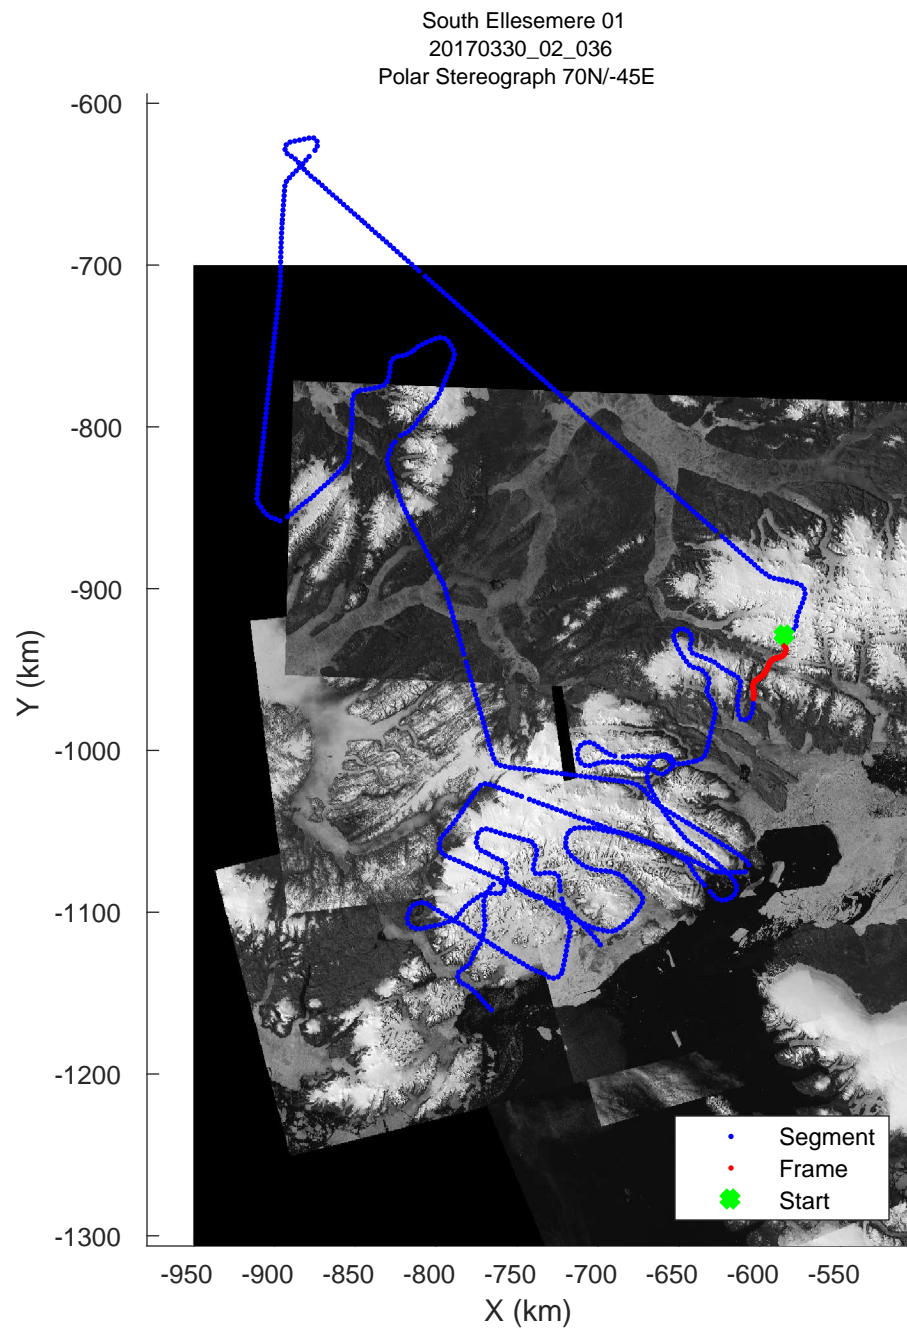 South Ellesemere 01
20170330_02_036
Polar Stereograph 70N/-45E
-600
-700
-800
-900
-1000
-1100
-1200
-1300
Y (km)
Segment
Frame
Start
-950 -900 -850 -800 -750 -700 -650 -600 -550
X (km)